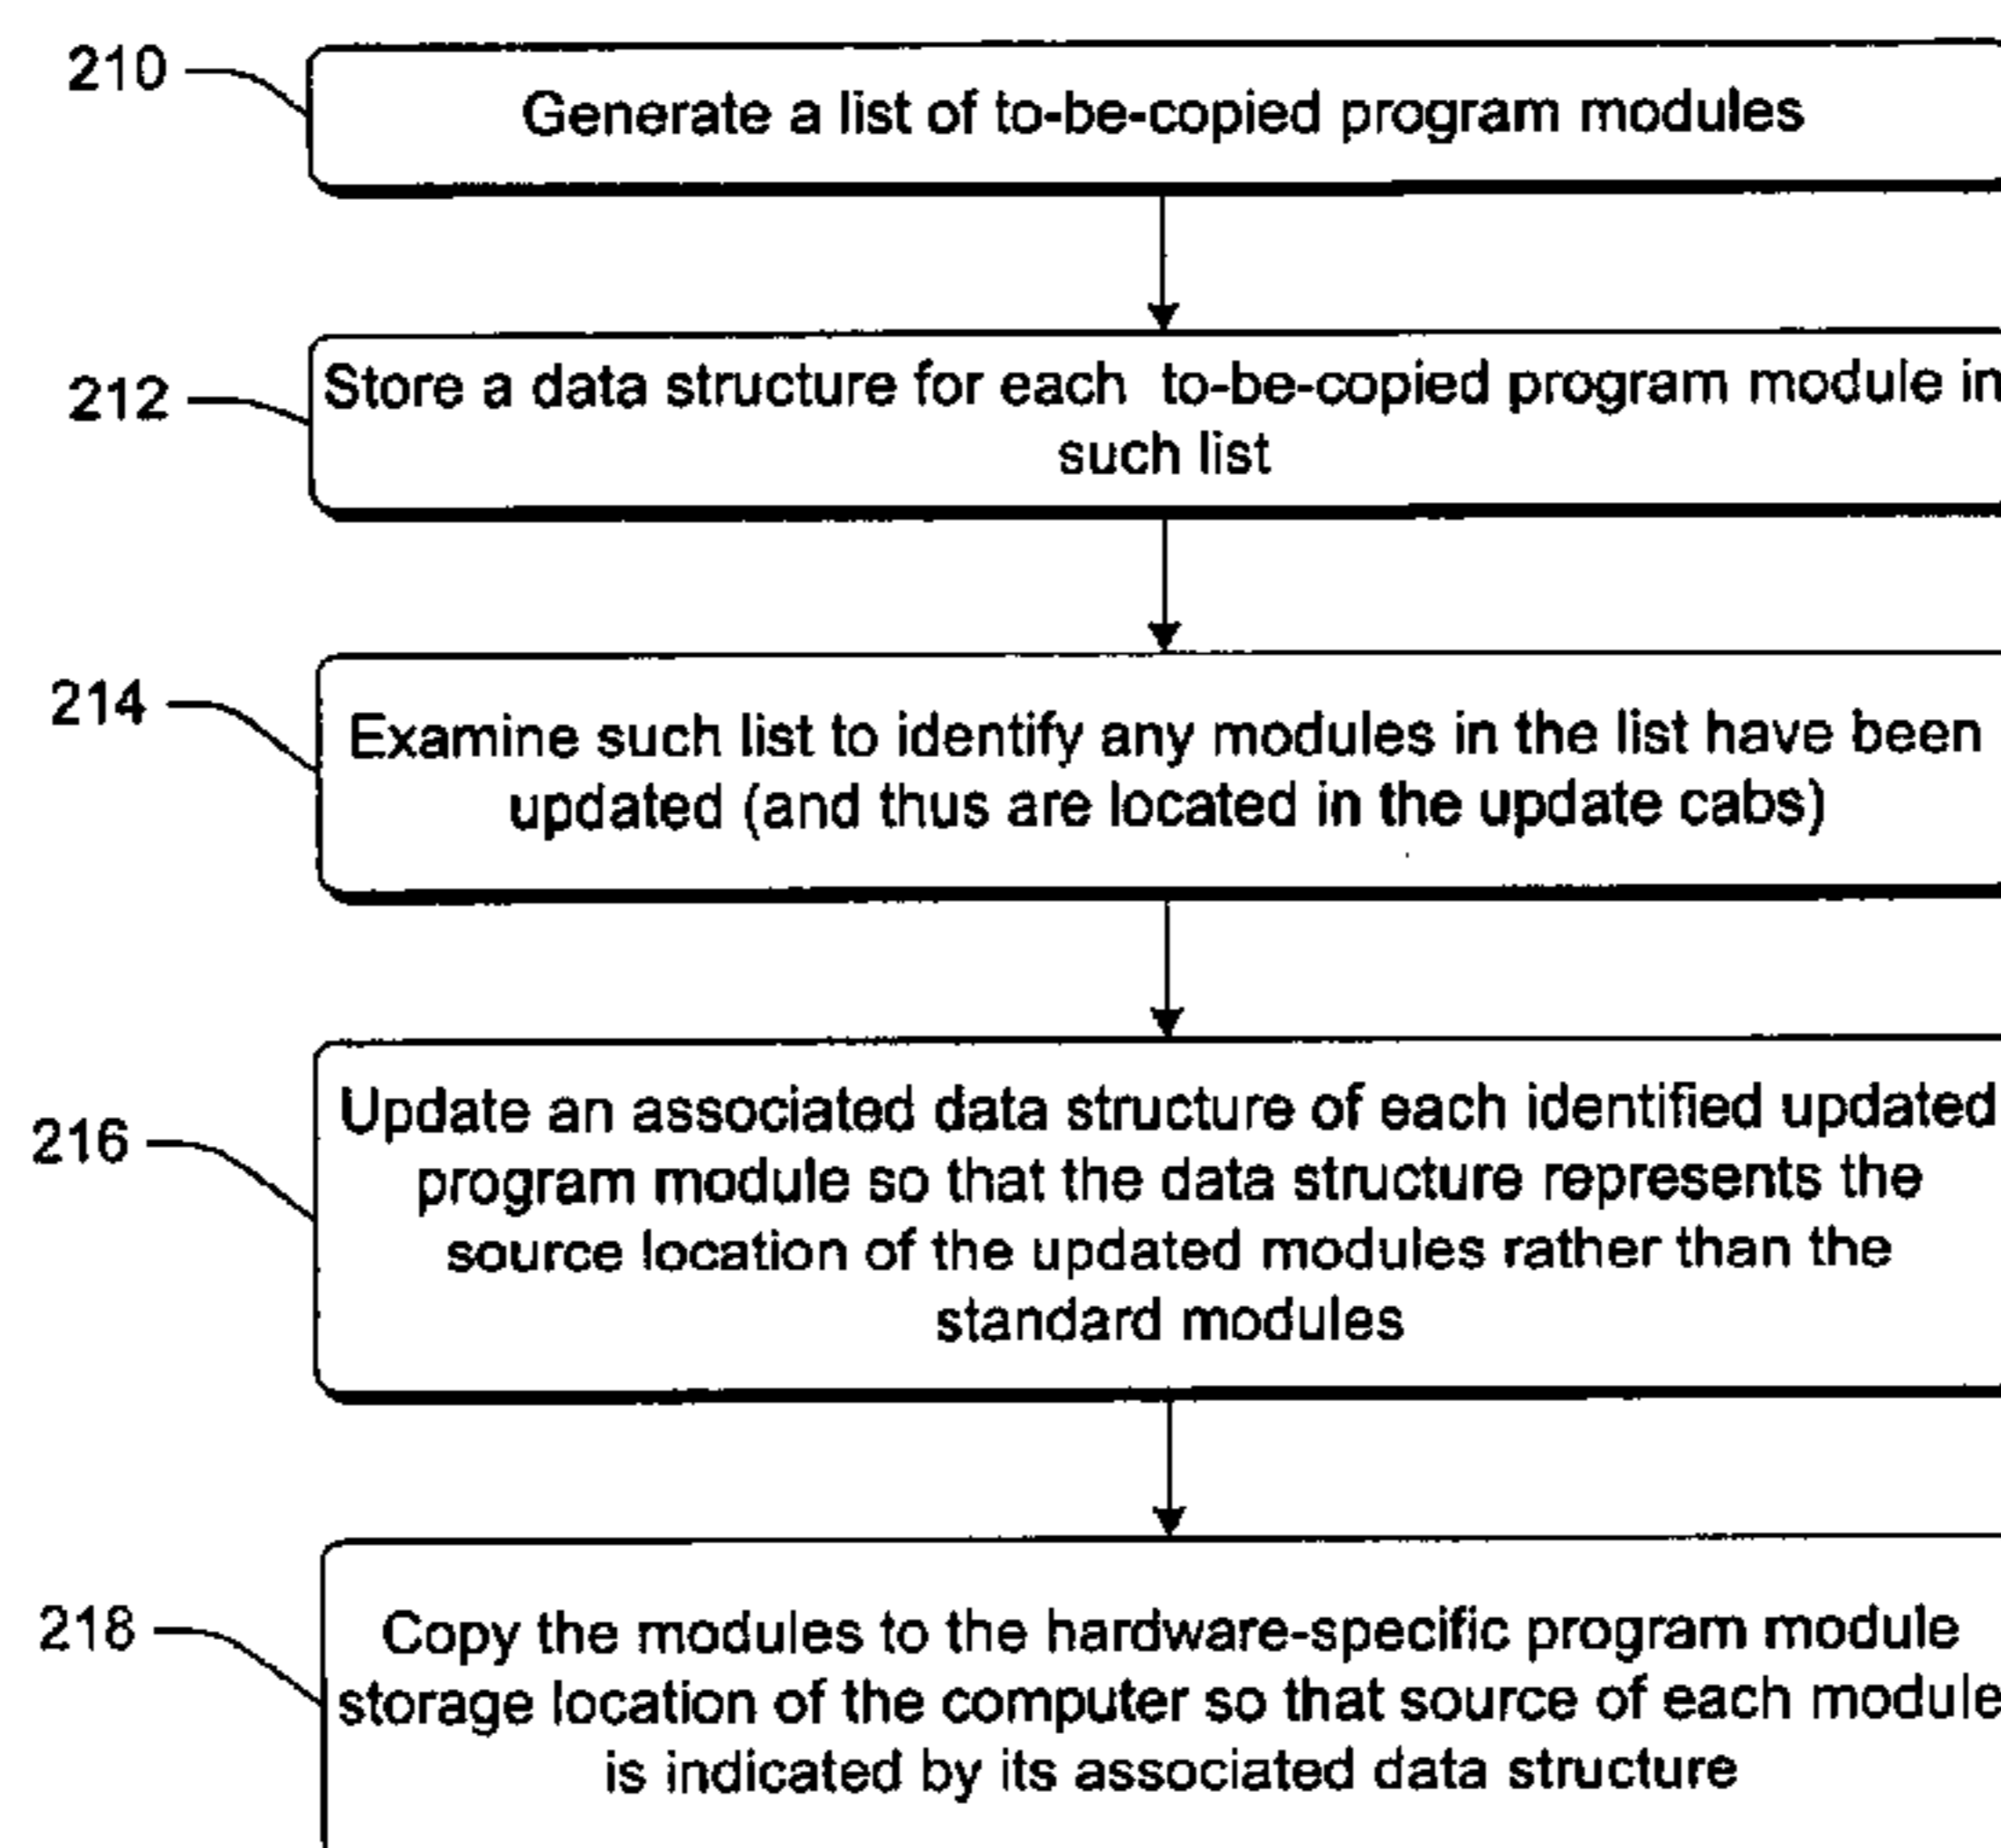 210
Generate a list of to-be-copied program modules
212
Store a data structure for each to-be-copied program module in
such list
214
Examine such list to identify any modules in the list have been
updated (and thus are located in the update cabs)
216
Update an associated data structure of each identified updated
program module so that the data structure represents the
source location of the updated modules rather than the
standard modules
218
Copy the modules to the hardware-specific program module
storage location of the computer so that source of each module
is indicated by its associated data structure